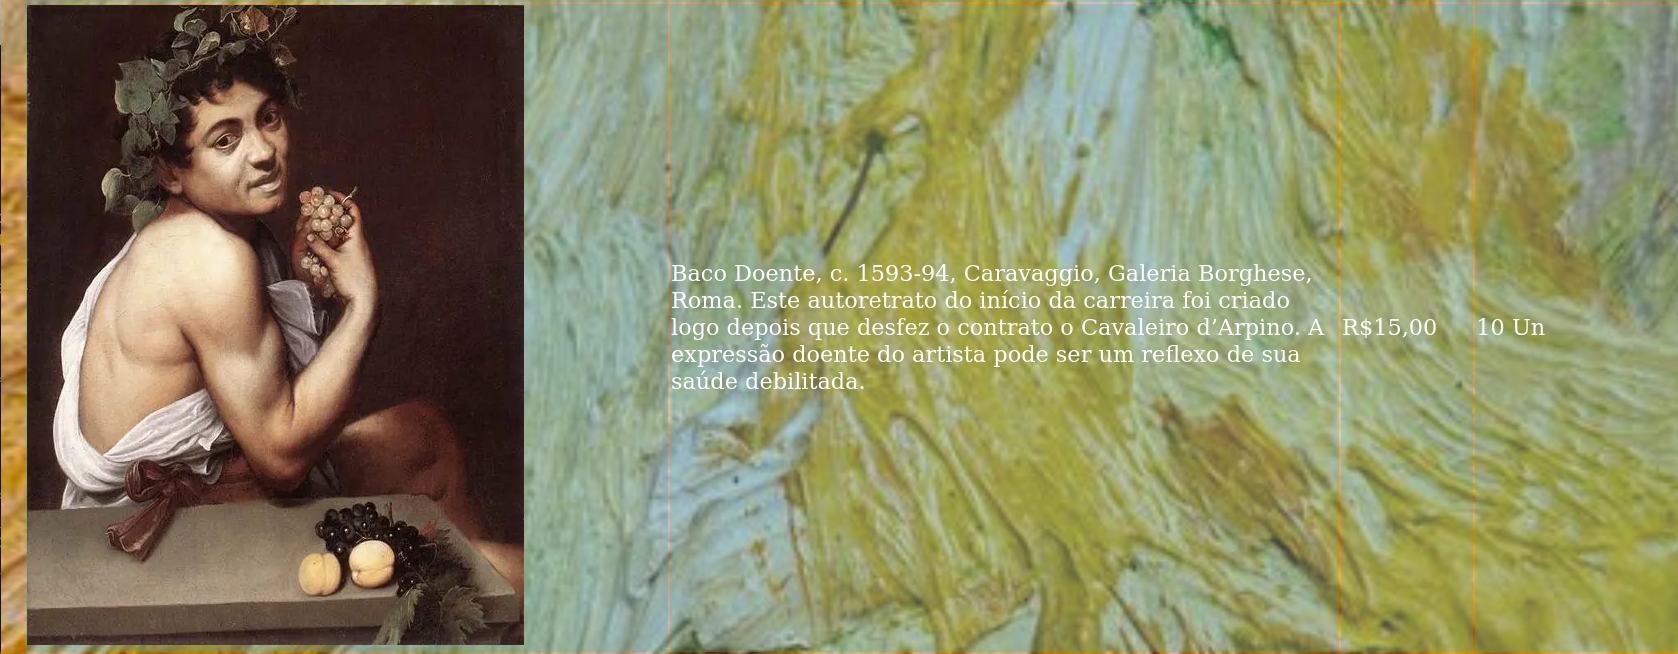 Baco Doente, c. 1593-94, Caravaggio, Galeria Borghese,
Roma. Este autoretrato do início da carreira foi criado
logo depois que desfez o contrato o Cavaleiro d’Arpino. A
expressão doente do artista pode ser um reflexo de sua
saúde debilitada.
R$15,00
10 Un